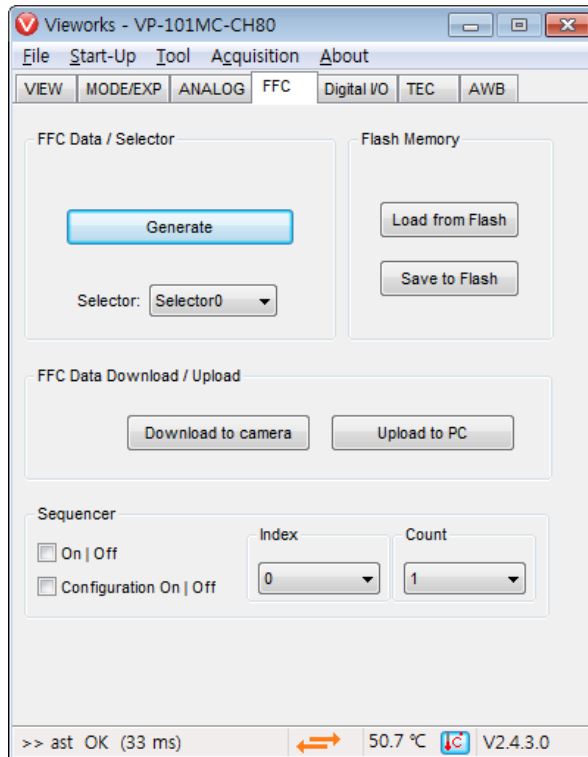 Vieworks - VP-101MC-CH80
File Start-Up Tool Acquisition About
VIEW MODE/EXP ANALOG FFC Digital I/O TEC AWB
FFC Data / Selector
Generate
Selector: Selector0
Flash Memory
Load from Flash
Save to Flash
FFC Data Download / Upload
Download to camera Upload to PC
Sequencer
On | Off
Configuration On | Off
Index
0
Count
1
>> ast OK (33 ms) 50.7 ℃ V2.4.3.0